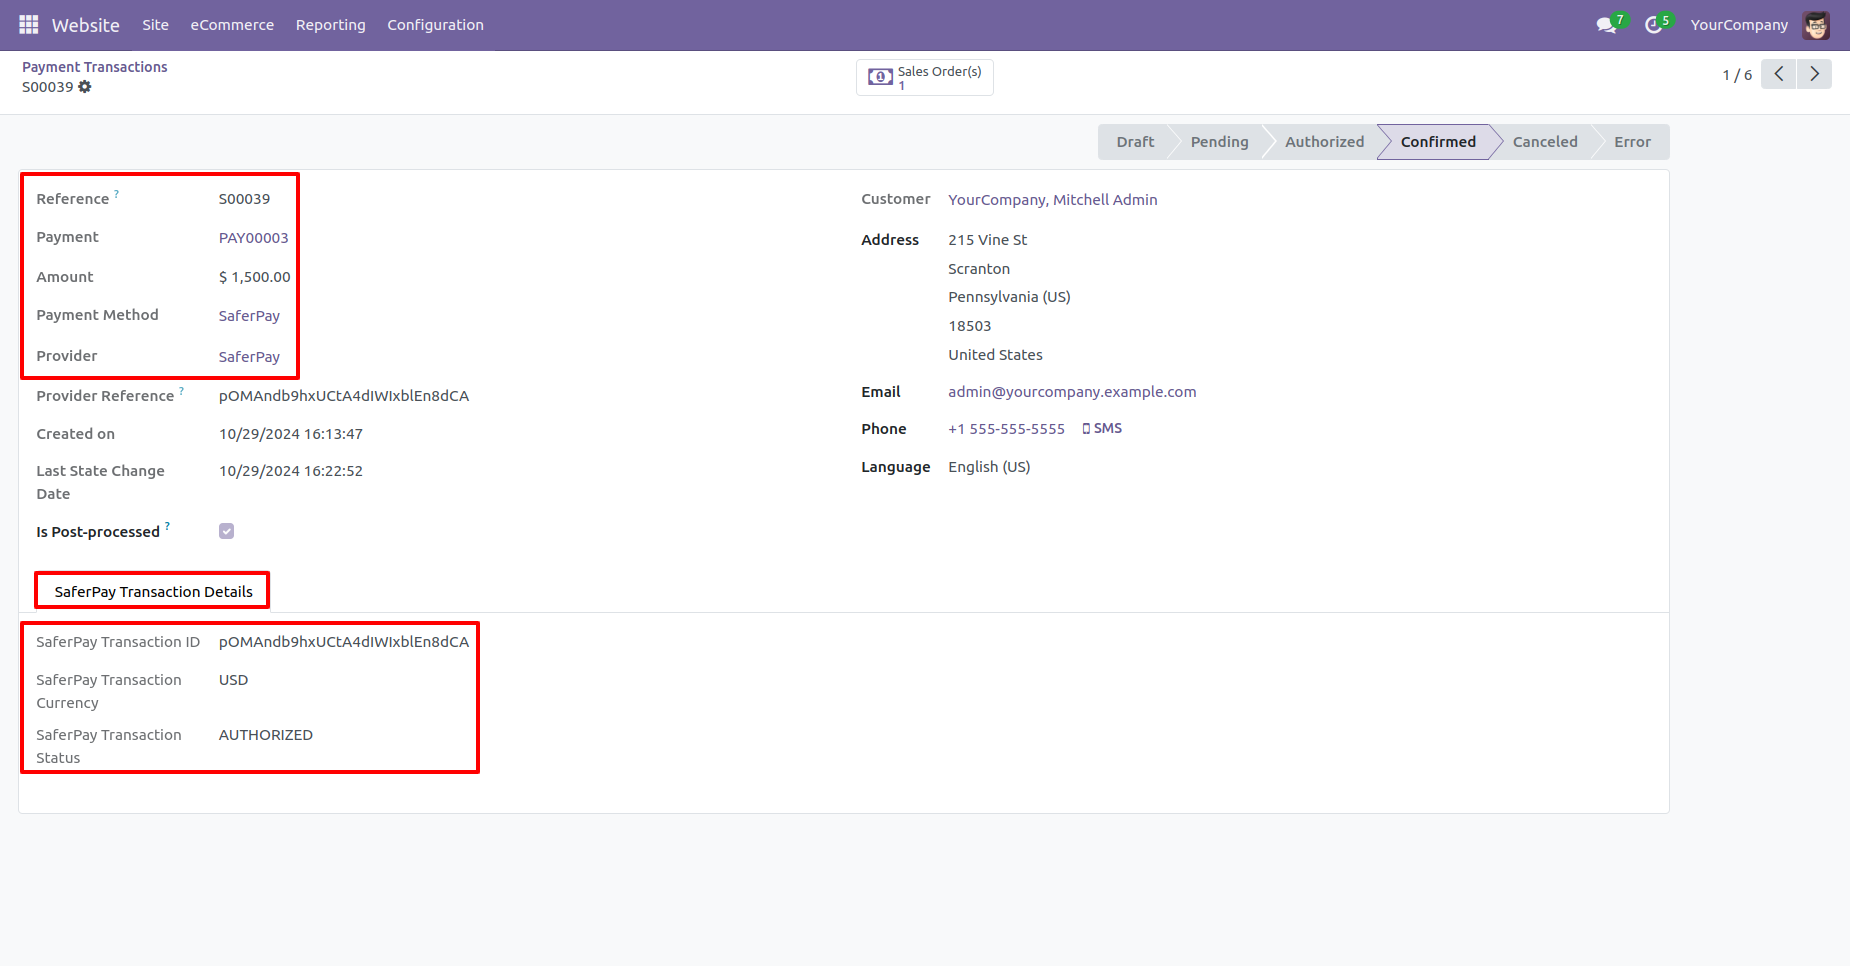 Website Site eCommerce Reporting Configuration 7 5 YourCompany
Payment Transactions
S00039
Sales Order(s)
1
1 / 6
Draft Pending Authorized Confirmed Canceled Error
Reference ? S00039
Payment PAY00003
Amount $ 1,500.00
Payment Method SaferPay
Provider SaferPay
Provider Reference ? pOMAndb9hxUCtA4dIWIxblEn8dCA
Created on 10/29/2024 16:13:47
Last State Change 10/29/2024 16:22:52
Date
Is Post-processed ?
Customer YourCompany, Mitchell Admin
Address 215 Vine St
Scranton
Pennsylvania (US)
18503
United States
Email admin@yourcompany.example.com
Phone +1 555-555-5555 SMS
Language English (US)
SaferPay Transaction Details
SaferPay Transaction ID pOMAndb9hxUCtA4dIWIxblEn8dCA
SaferPay Transaction USD
Currency
SaferPay Transaction AUTHORIZED
Status